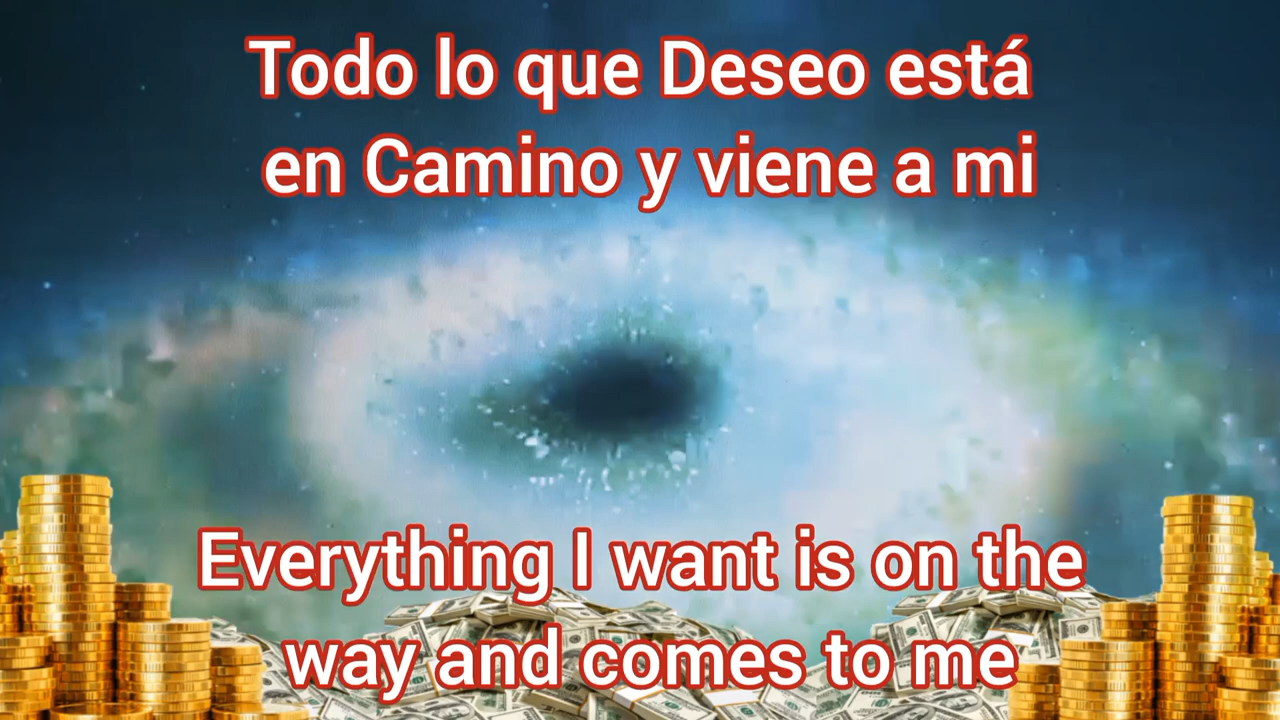 Todo lo que Deseo está
en Camino y viene a mi
Everything I want is on the
way and comes to me